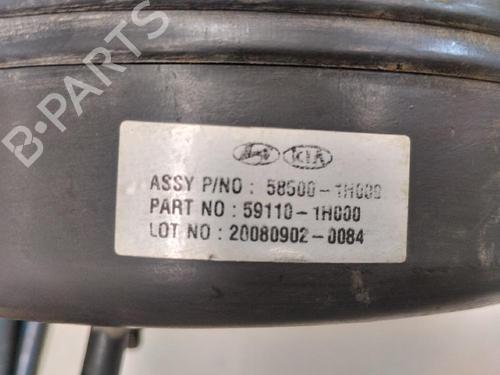 B-PARTS
KIA
ASSY P/NO : 58500-1H000
PART NO : 59110-1H000
LOT NO : 20080902-0084